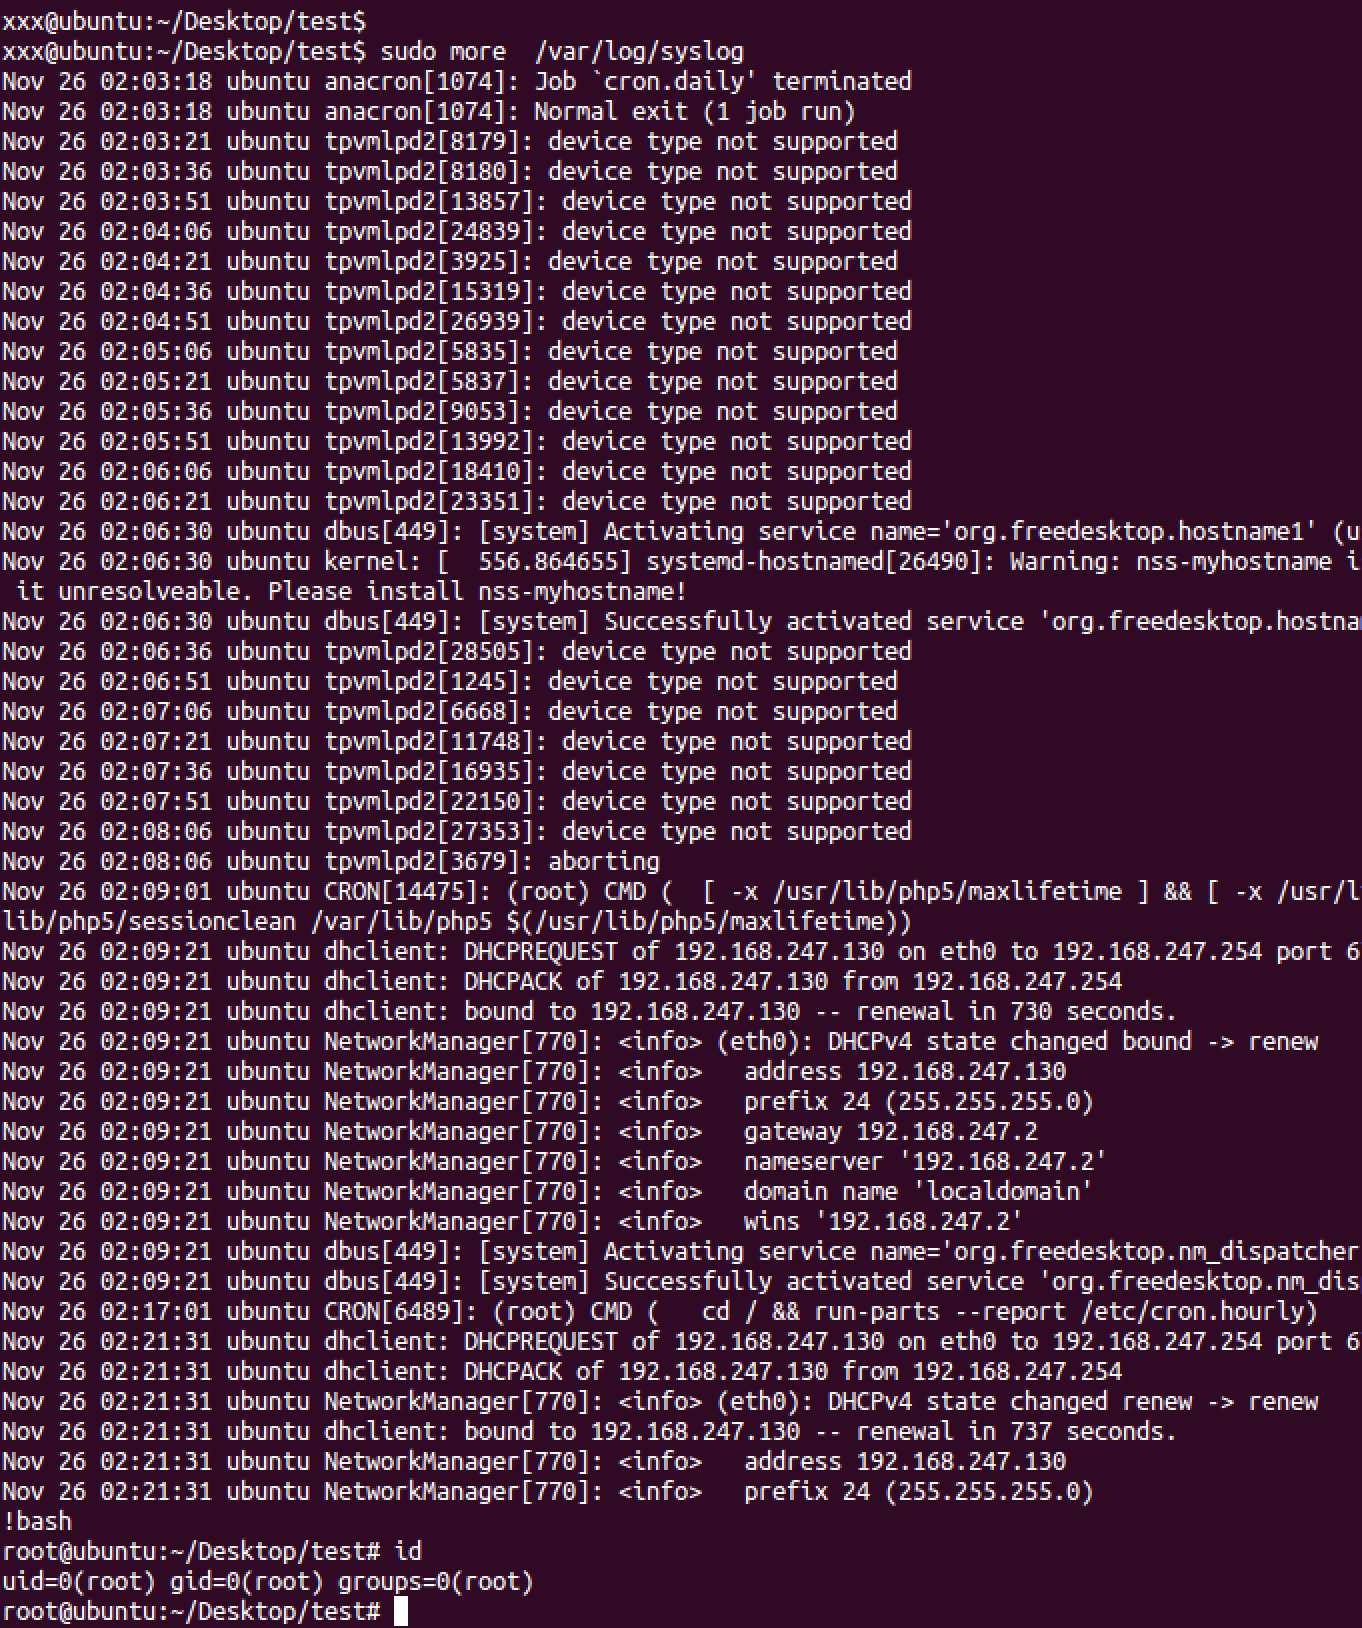 xxx@ubuntu:~/Desktop/test$
xxx@ubuntu:~/Desktop/test$ sudo more  /var/log/syslog
Nov 26 02:03:18 ubuntu anacron[1074]: Job `cron.daily' terminated
Nov 26 02:03:18 ubuntu anacron[1074]: Normal exit (1 job run)
Nov 26 02:03:21 ubuntu tpvmlpd2[8179]: device type not supported
Nov 26 02:03:36 ubuntu tpvmlpd2[8180]: device type not supported
Nov 26 02:03:51 ubuntu tpvmlpd2[13857]: device type not supported
Nov 26 02:04:06 ubuntu tpvmlpd2[24839]: device type not supported
Nov 26 02:04:21 ubuntu tpvmlpd2[3925]: device type not supported
Nov 26 02:04:36 ubuntu tpvmlpd2[15319]: device type not supported
Nov 26 02:04:51 ubuntu tpvmlpd2[26939]: device type not supported
Nov 26 02:05:06 ubuntu tpvmlpd2[5835]: device type not supported
Nov 26 02:05:21 ubuntu tpvmlpd2[5837]: device type not supported
Nov 26 02:05:36 ubuntu tpvmlpd2[9053]: device type not supported
Nov 26 02:05:51 ubuntu tpvmlpd2[13992]: device type not supported
Nov 26 02:06:06 ubuntu tpvmlpd2[18410]: device type not supported
Nov 26 02:06:21 ubuntu tpvmlpd2[23351]: device type not supported
Nov 26 02:06:30 ubuntu dbus[449]: [system] Activating service name='org.freedesktop.hostname1' (u
Nov 26 02:06:30 ubuntu kernel: [  556.864655] systemd-hostnamed[26490]: Warning: nss-myhostname i
 it unresolveable. Please install nss-myhostname!
Nov 26 02:06:30 ubuntu dbus[449]: [system] Successfully activated service 'org.freedesktop.hostna
Nov 26 02:06:36 ubuntu tpvmlpd2[28505]: device type not supported
Nov 26 02:06:51 ubuntu tpvmlpd2[1245]: device type not supported
Nov 26 02:07:06 ubuntu tpvmlpd2[6668]: device type not supported
Nov 26 02:07:21 ubuntu tpvmlpd2[11748]: device type not supported
Nov 26 02:07:36 ubuntu tpvmlpd2[16935]: device type not supported
Nov 26 02:07:51 ubuntu tpvmlpd2[22150]: device type not supported
Nov 26 02:08:06 ubuntu tpvmlpd2[27353]: device type not supported
Nov 26 02:08:06 ubuntu tpvmlpd2[3679]: aborting
Nov 26 02:09:01 ubuntu CRON[14475]: (root) CMD (  [ -x /usr/lib/php5/maxlifetime ] && [ -x /usr/l
lib/php5/sessionclean /var/lib/php5 $(/usr/lib/php5/maxlifetime))
Nov 26 02:09:21 ubuntu dhclient: DHCPREQUEST of 192.168.247.130 on eth0 to 192.168.247.254 port 6
Nov 26 02:09:21 ubuntu dhclient: DHCPACK of 192.168.247.130 from 192.168.247.254
Nov 26 02:09:21 ubuntu dhclient: bound to 192.168.247.130 -- renewal in 730 seconds.
Nov 26 02:09:21 ubuntu NetworkManager[770]: <info> (eth0): DHCPv4 state changed bound -> renew
Nov 26 02:09:21 ubuntu NetworkManager[770]: <info>   address 192.168.247.130
Nov 26 02:09:21 ubuntu NetworkManager[770]: <info>   prefix 24 (255.255.255.0)
Nov 26 02:09:21 ubuntu NetworkManager[770]: <info>   gateway 192.168.247.2
Nov 26 02:09:21 ubuntu NetworkManager[770]: <info>   nameserver '192.168.247.2'
Nov 26 02:09:21 ubuntu NetworkManager[770]: <info>   domain name 'localdomain'
Nov 26 02:09:21 ubuntu NetworkManager[770]: <info>   wins '192.168.247.2'
Nov 26 02:09:21 ubuntu dbus[449]: [system] Activating service name='org.freedesktop.nm_dispatcher
Nov 26 02:09:21 ubuntu dbus[449]: [system] Successfully activated service 'org.freedesktop.nm_dis
Nov 26 02:17:01 ubuntu CRON[6489]: (root) CMD (   cd / && run-parts --report /etc/cron.hourly)
Nov 26 02:21:31 ubuntu dhclient: DHCPREQUEST of 192.168.247.130 on eth0 to 192.168.247.254 port 6
Nov 26 02:21:31 ubuntu dhclient: DHCPACK of 192.168.247.130 from 192.168.247.254
Nov 26 02:21:31 ubuntu NetworkManager[770]: <info> (eth0): DHCPv4 state changed renew -> renew
Nov 26 02:21:31 ubuntu dhclient: bound to 192.168.247.130 -- renewal in 737 seconds.
Nov 26 02:21:31 ubuntu NetworkManager[770]: <info>   address 192.168.247.130
Nov 26 02:21:31 ubuntu NetworkManager[770]: <info>   prefix 24 (255.255.255.0)
!bash
root@ubuntu:~/Desktop/test# id
uid=0(root) gid=0(root) groups=0(root)
root@ubuntu:~/Desktop/test#